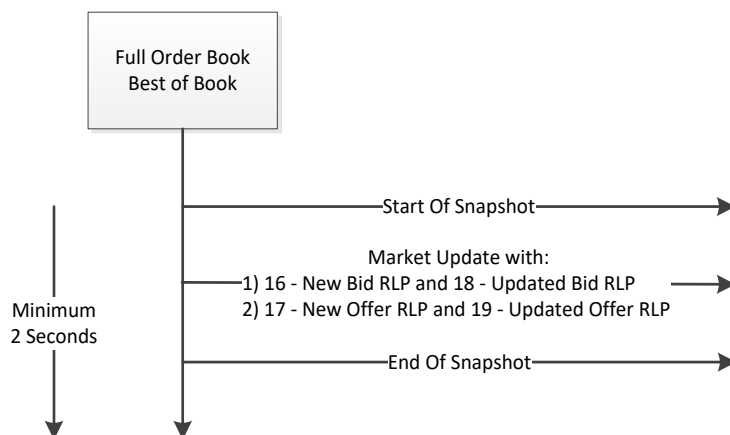 Full Order Book
Best of Book
Start Of Snapshot
Market Update with:
1) 16 - New Bid RLP and 18 - Updated Bid RLP
2) 17 - New Offer RLP and 19 - Updated Offer RLP
Minimum
2 Seconds
End Of Snapshot